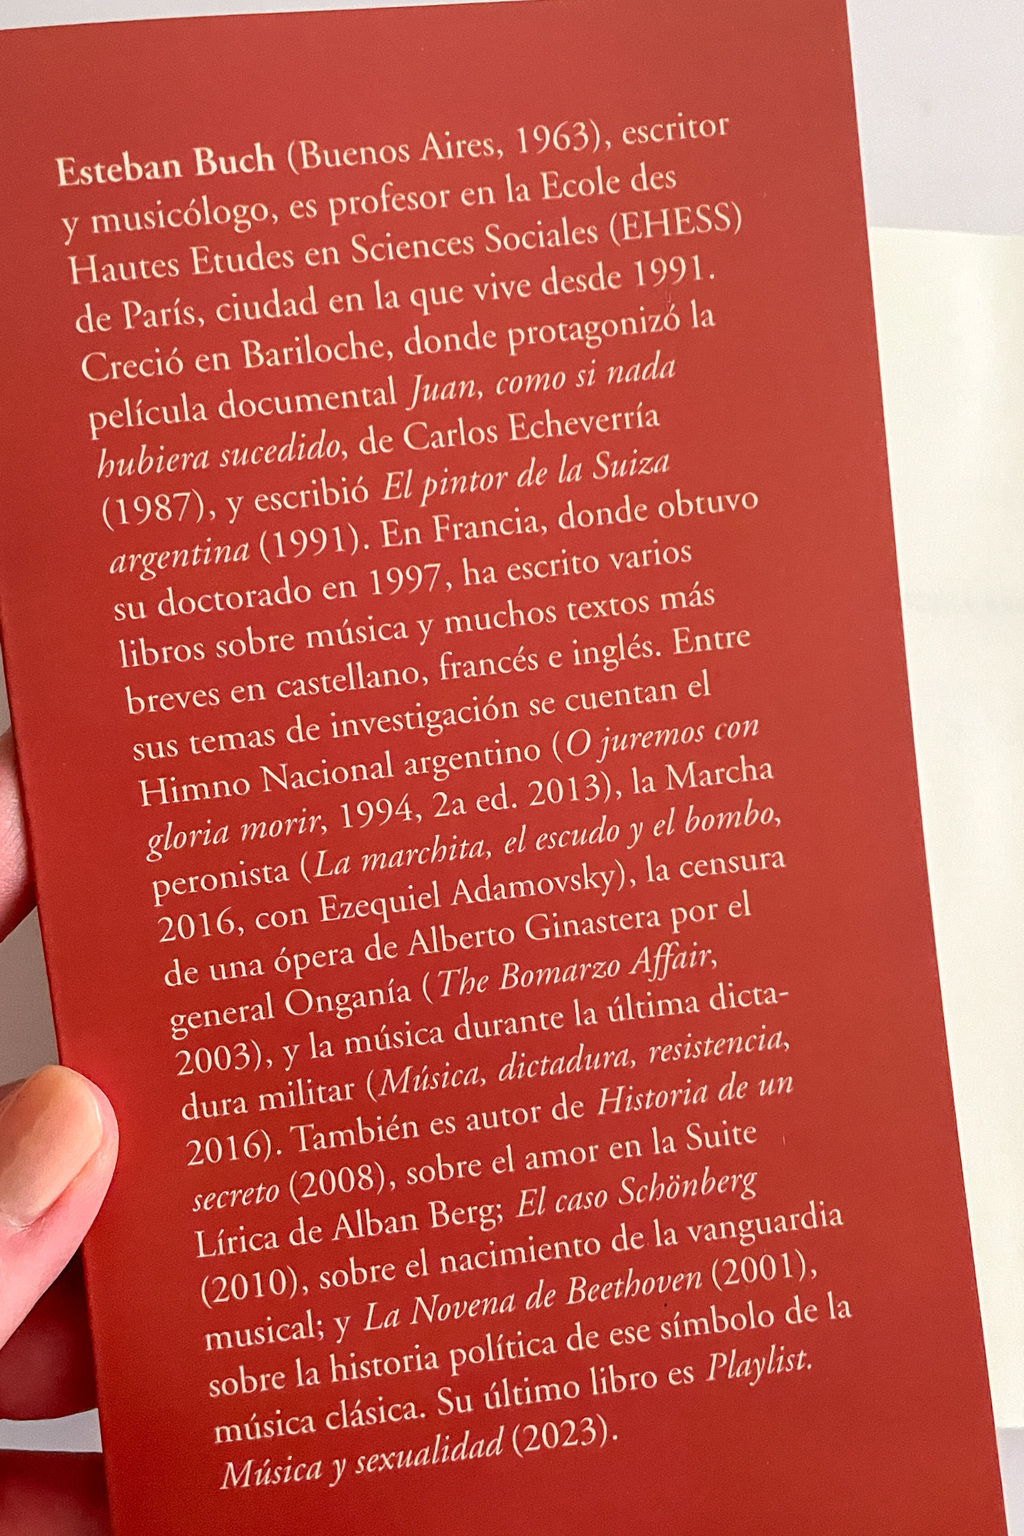 Esteban Buch (Buenos Aires, 1963), escritor
y musicólogo, es profesor en la Ecole des
Hautes Etudes en Sciences Sociales (EHESS)
de París, ciudad en la que vive desde 1991.
Creció en Bariloche, donde protagonizó la
película documental Juan, como si nada
hubiera sucedido, de Carlos Echeverría
(1987), y escribió El pintor de la Suiza
argentina (1991). En Francia, donde obtuvo
su doctorado en 1997, ha escrito varios
libros sobre música y muchos textos más
breves en castellano, francés e inglés. Entre
sus temas de investigación se cuentan el
Himno Nacional argentino (O juremos con
gloria morir, 1994, 2a ed. 2013), la Marcha
peronista (La marchita, el escudo y el bombo,
2016, con Ezequiel Adamovsky), la censura
de una ópera de Alberto Ginastera por el
general Onganía (The Bomarzo Affair,
2003), y la música durante la última dicta-
dura militar (Música, dictadura, resistencia,
2016). También es autor de Historia de un
secreto (2008), sobre el amor en la Suite
Lírica de Alban Berg; El caso Schönberg
(2010), sobre el nacimiento de la vanguardia
musical; y La Novena de Beethoven (2001),
sobre la historia política de ese símbolo de la
música clásica. Su último libro es Playlist.
Música y sexualidad (2023).